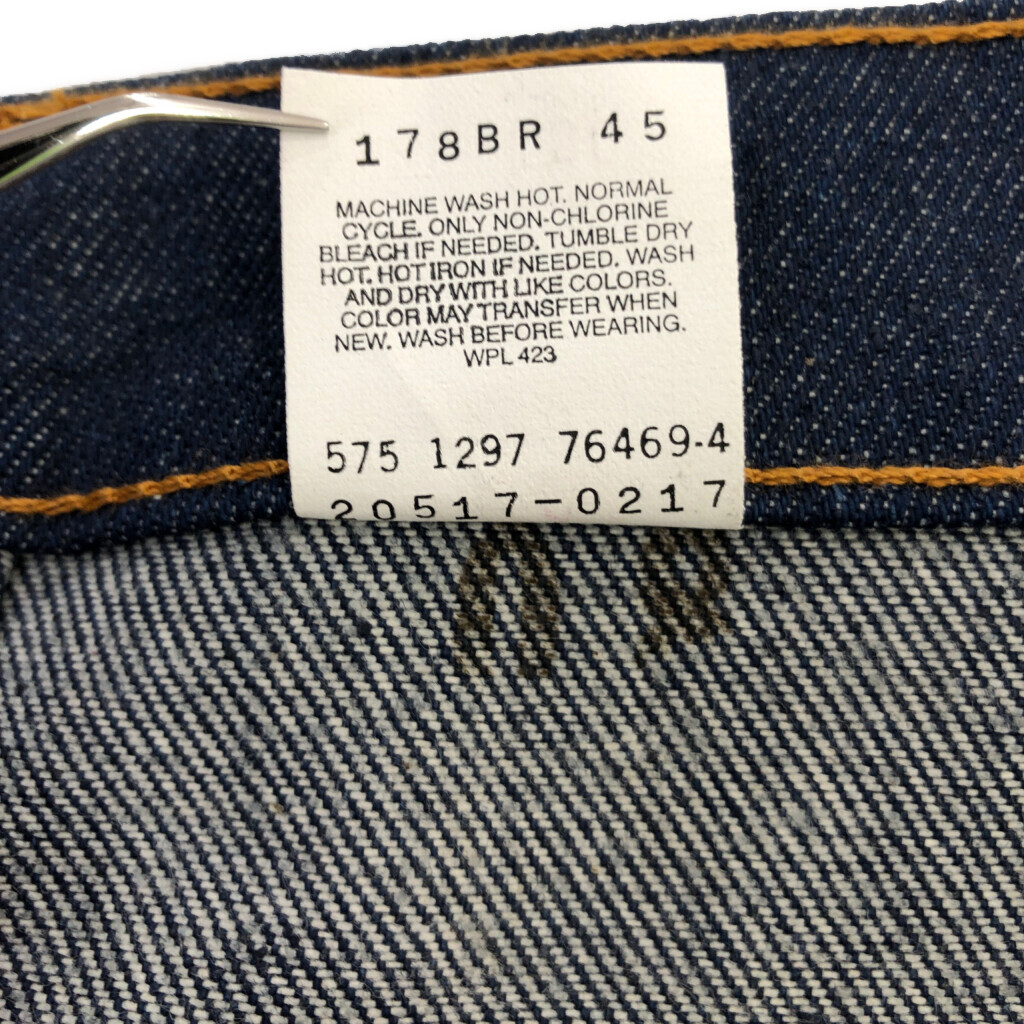 178BR 45
MACHINE WASH HOT. NORMAL
CYCLE. ONLY NON-CHLORINE
BLEACH IF NEEDED. TUMBLE DRY
HOT. HOT IRON IF NEEDED. WASH
AND DRY WITH LIKE COLORS.
COLOR MAY TRANSFER WHEN
NEW. WASH BEFORE WEARING.
WPL 423
575 1297 76469-4
20517-0217